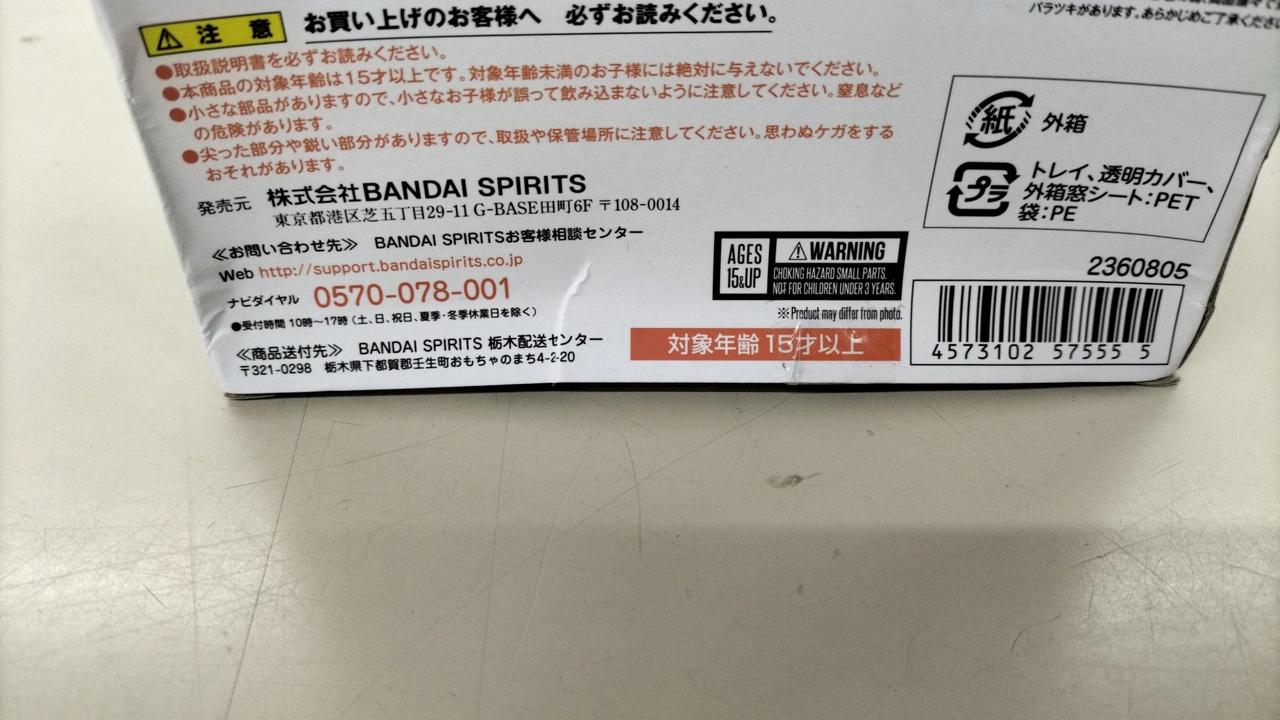 ⚠ 注意 お買い上げのお客様へ 必ずお読みください。
●取扱説明書を必ずお読みください。
●本商品の対象年齢は15才以上です。対象年齢未満のお子様には絶対に与えないでください。
●小さな部品がありますので、小さなお子様が誤って飲み込まないように注意してください。窒息など
の危険があります。
●尖った部分や鋭い部分がありますので、取扱や保管場所に注意してください。思わぬケガをする
おそれがあります。
発売元 株式会社BANDAI SPIRITS
東京都港区芝五丁目29-11 G-BASE田町6F 〒108-0014
≪お問い合わせ先≫ BANDAI SPIRITSお客様相談センター
Web http://support.bandaispirits.co.jp
ナビダイヤル 0570-078-001
●受付時間 10時〜17時(土、日、祝日、夏季・冬季休業日を除く)
≪商品送付先≫ BANDAI SPIRITS 栃木配送センター
〒321-0298 栃木県下都賀郡壬生町おもちゃのまち4-2-20
バラツキがあります。あらかじめご了承ください
紙 外箱
プラ トレイ、透明カバー、
外箱窓シート:PET
袋:PE
AGES
15&UP
⚠WARNING
CHOKING HAZARD SMALL PARTS.
NOT FOR CHILDREN UNDER 3 YEARS.
※Product may differ from photo.
対象年齢 15才以上
2360805
4573102 57555 5